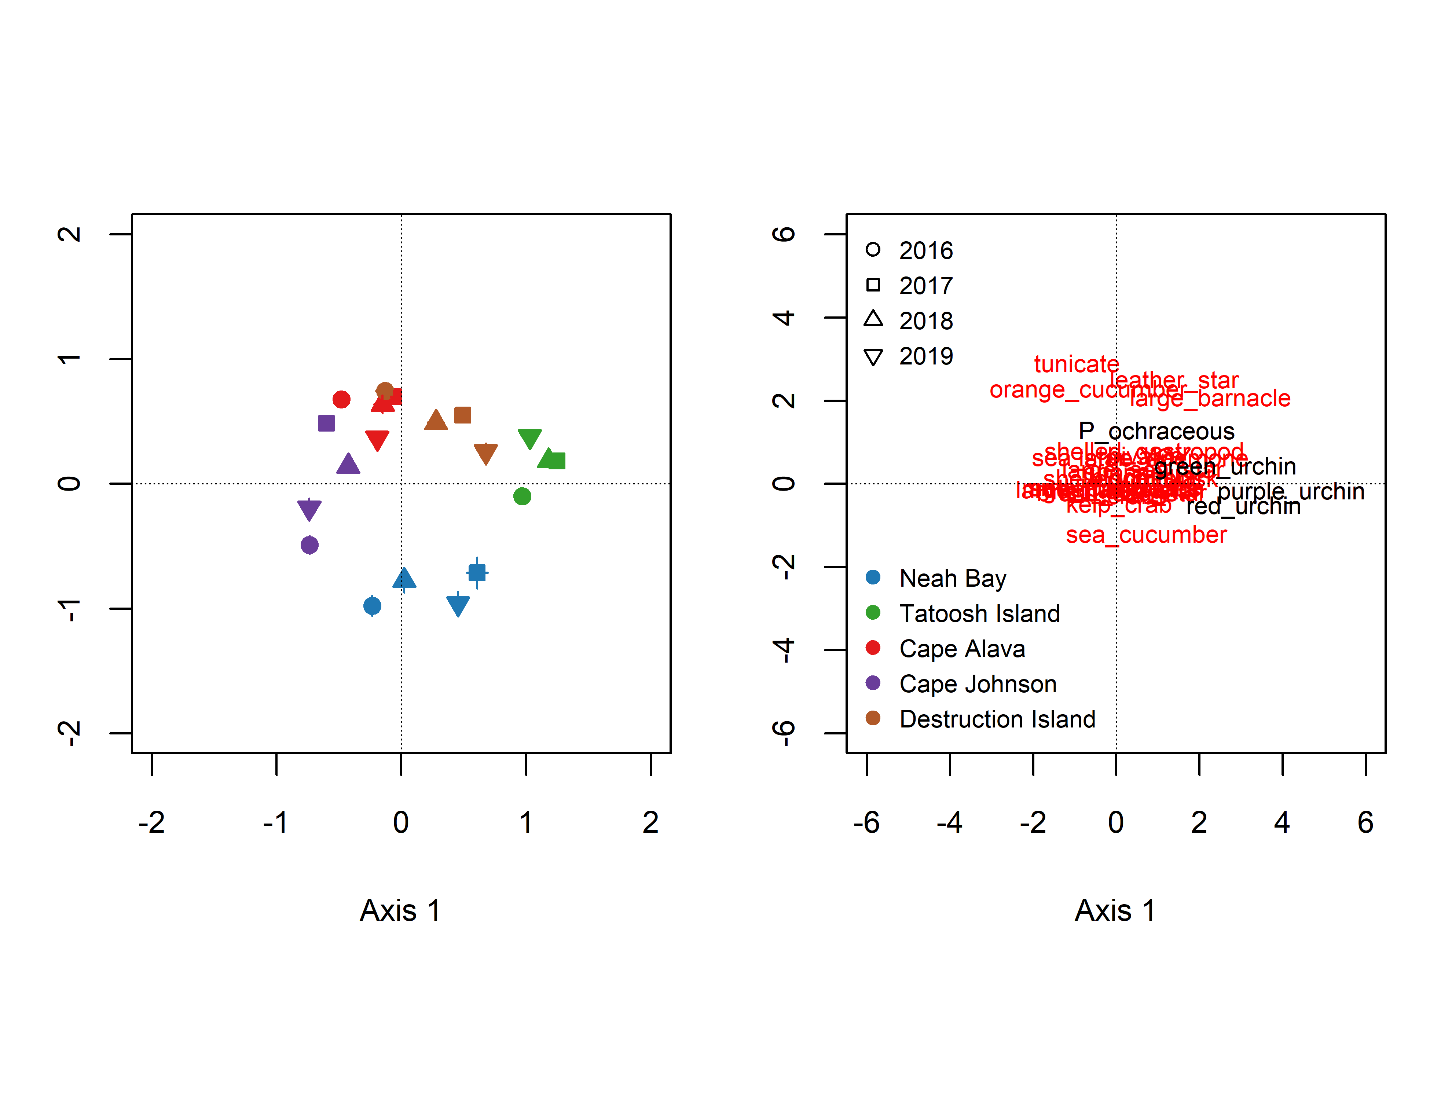 2
1
0
-1
-2
-2
-1
0
1
2
Axis 1
6
4
2
0
-2
-4
-6
2016
2017
2018
2019
tunicate
leather_star
orange_cucumber
large_barnacle
P_ochraceous
green_urchin
purple_urchin
red_urchin
kelp_crab
sea_cucumber
Neah Bay
Tatoosh Island
Cape Alava
Cape Johnson
Destruction Island
-6
-4
-2
0
2
4
6
Axis 1